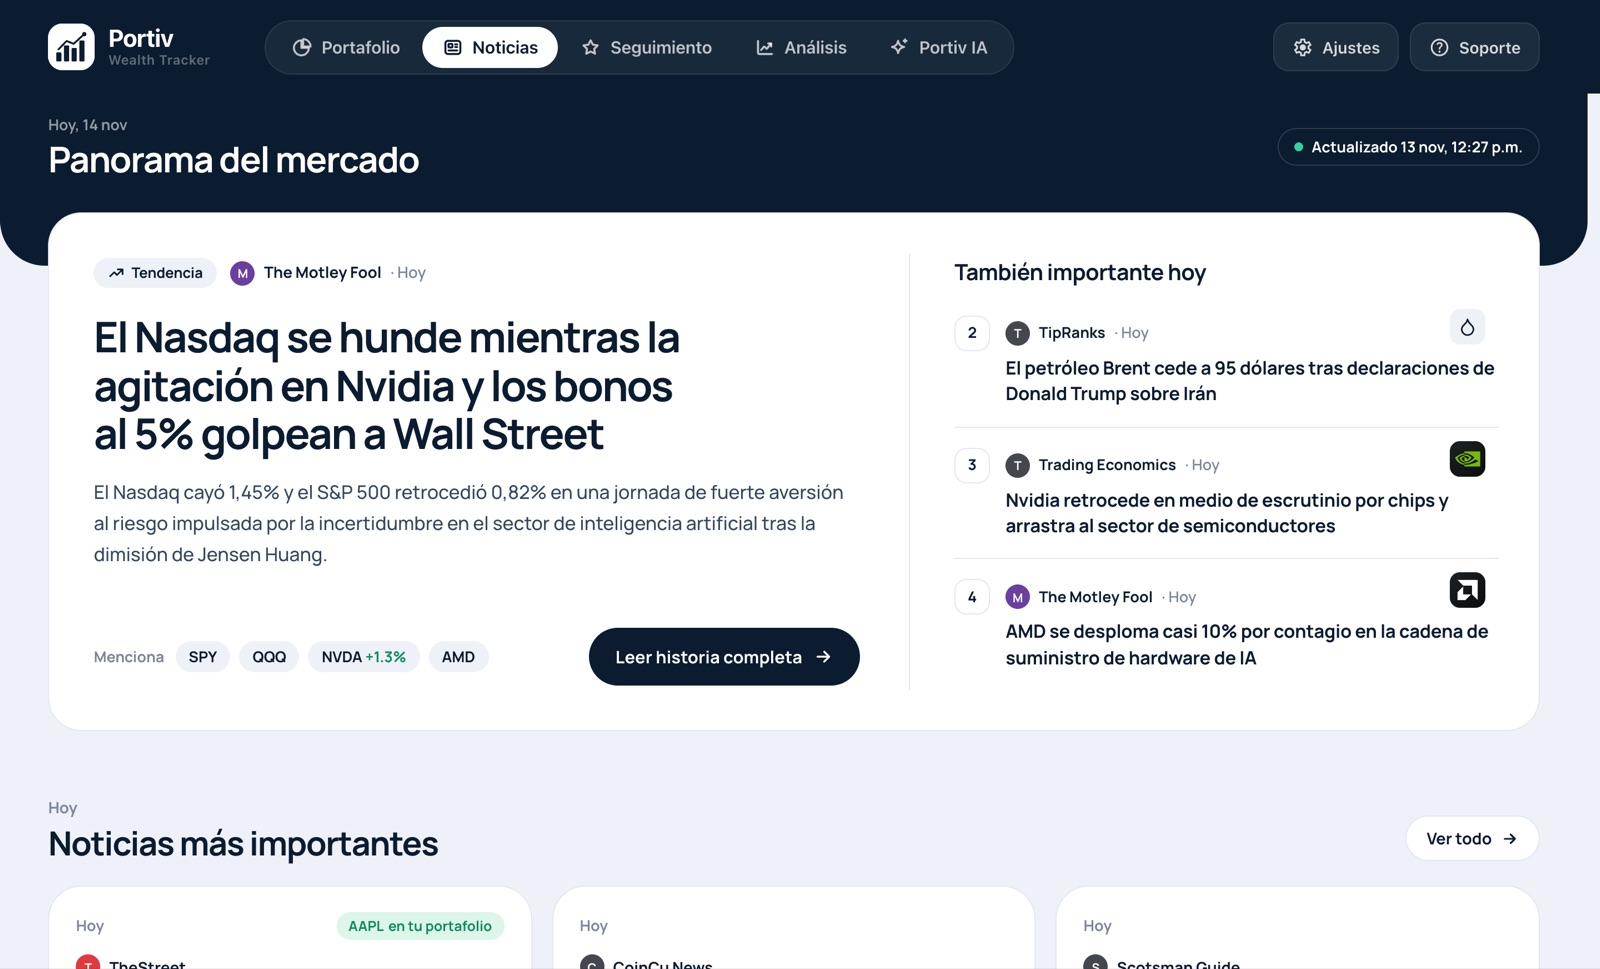 Portiv
Wealth Tracker
Portafolio
Noticias
Seguimiento
Análisis
Portiv IA
Ajustes
Soporte
Hoy, 14 nov
Panorama del mercado
Actualizado 13 nov, 12:27 p.m.
Tendencia
M
The Motley Fool · Hoy
El Nasdaq se hunde mientras la
agitación en Nvidia y los bonos
al 5% golpean a Wall Street
El Nasdaq cayó 1,45% y el S&P 500 retrocedió 0,82% en una jornada de fuerte aversión
al riesgo impulsada por la incertidumbre en el sector de inteligencia artificial tras la
dimisión de Jensen Huang.
Menciona
SPY
QQQ
NVDA +1.3%
AMD
Leer historia completa →
También importante hoy
2
T
TipRanks · Hoy
El petróleo Brent cede a 95 dólares tras declaraciones de
Donald Trump sobre Irán
3
T
Trading Economics · Hoy
Nvidia retrocede en medio de escrutinio por chips y
arrastra al sector de semiconductores
4
M
The Motley Fool · Hoy
AMD se desploma casi 10% por contagio en la cadena de
suministro de hardware de IA
Hoy
Noticias más importantes
Ver todo →
Hoy
AAPL en tu portafolio
T
TheStreet
Hoy
C
CoinCu News
Hoy
S
Scotsman Guide